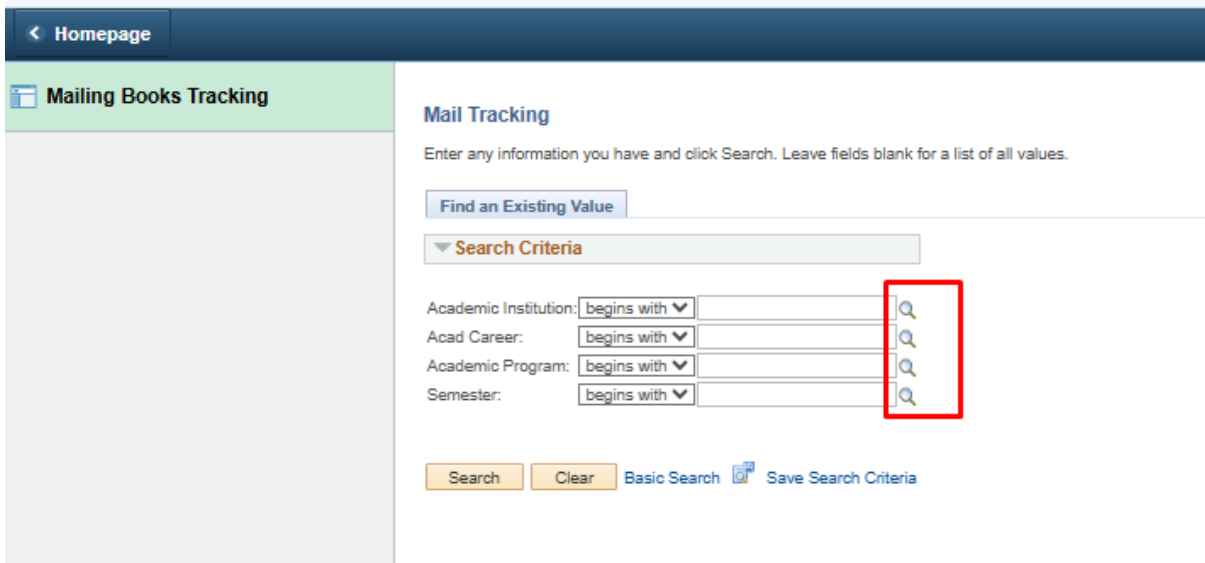 Homepage
Mailing Books Tracking
Mail Tracking
Enter any information you have and click Search. Leave fields blank for a list of all values.
Find an Existing Value
Search Criteria
Academic Institution: begins with
Acad Career: begins with
Academic Program: begins with
Semester: begins with
Search Clear Basic Search Save Search Criteria